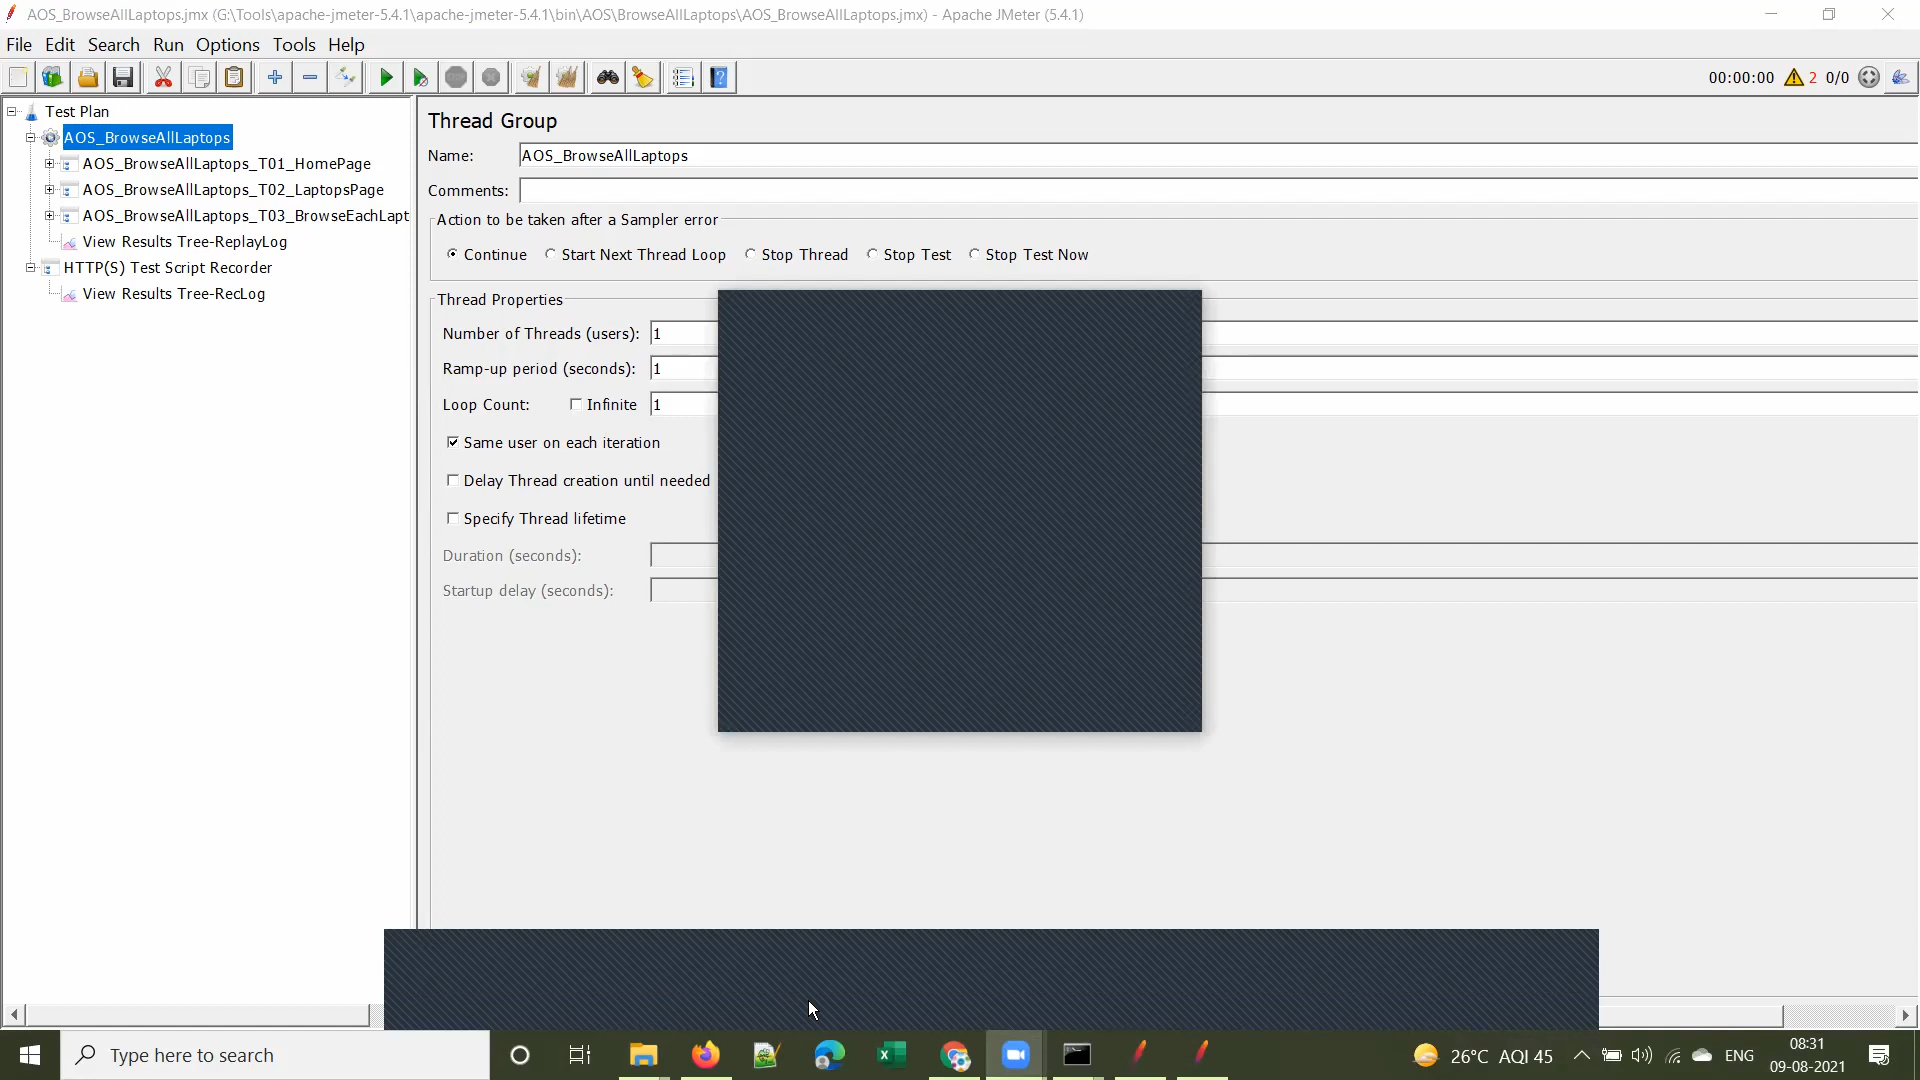 AOS_BrowseAllLaptops.jmx (G:\Tools\apache-jmeter-5.4.1\apache-jmeter-5.4.1\bin\AOS\BrowseAllLaptops\AOS_BrowseAllLaptops.jmx) - Apache JMeter (5.4.1)
File Edit Search Run Options Tools Help
00:00:00 2 0/0
Test Plan
AOS_BrowseAllLaptops
AOS_BrowseAllLaptops_T01_HomePage
AOS_BrowseAllLaptops_T02_LaptopsPage
AOS_BrowseAllLaptops_T03_BrowseEachLapt
View Results Tree-ReplayLog
HTTP(S) Test Script Recorder
View Results Tree-RecLog
Thread Group
Name: AOS_BrowseAllLaptops
Comments:
Action to be taken after a Sampler error
Continue Start Next Thread Loop Stop Thread Stop Test Stop Test Now
Thread Properties
Number of Threads (users): 1
Ramp-up period (seconds): 1
Loop Count: Infinite 1
Same user on each iteration
Delay Thread creation until needed
Specify Thread lifetime
Duration (seconds):
Startup delay (seconds):
Type here to search
26°C AQI 45
ENG
08:31
09-08-2021